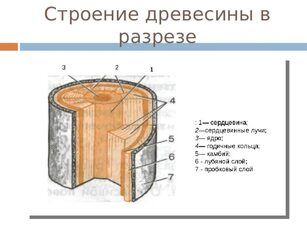 Строение древесины в
разрезе
3 2 1
4
5
6
7
: 1— сердцевина;
2—сердцевинные лучи;
3— ядро;
4— годичные кольца;
5— камбий;
6 - лубяной слой;
7 - пробковый слой